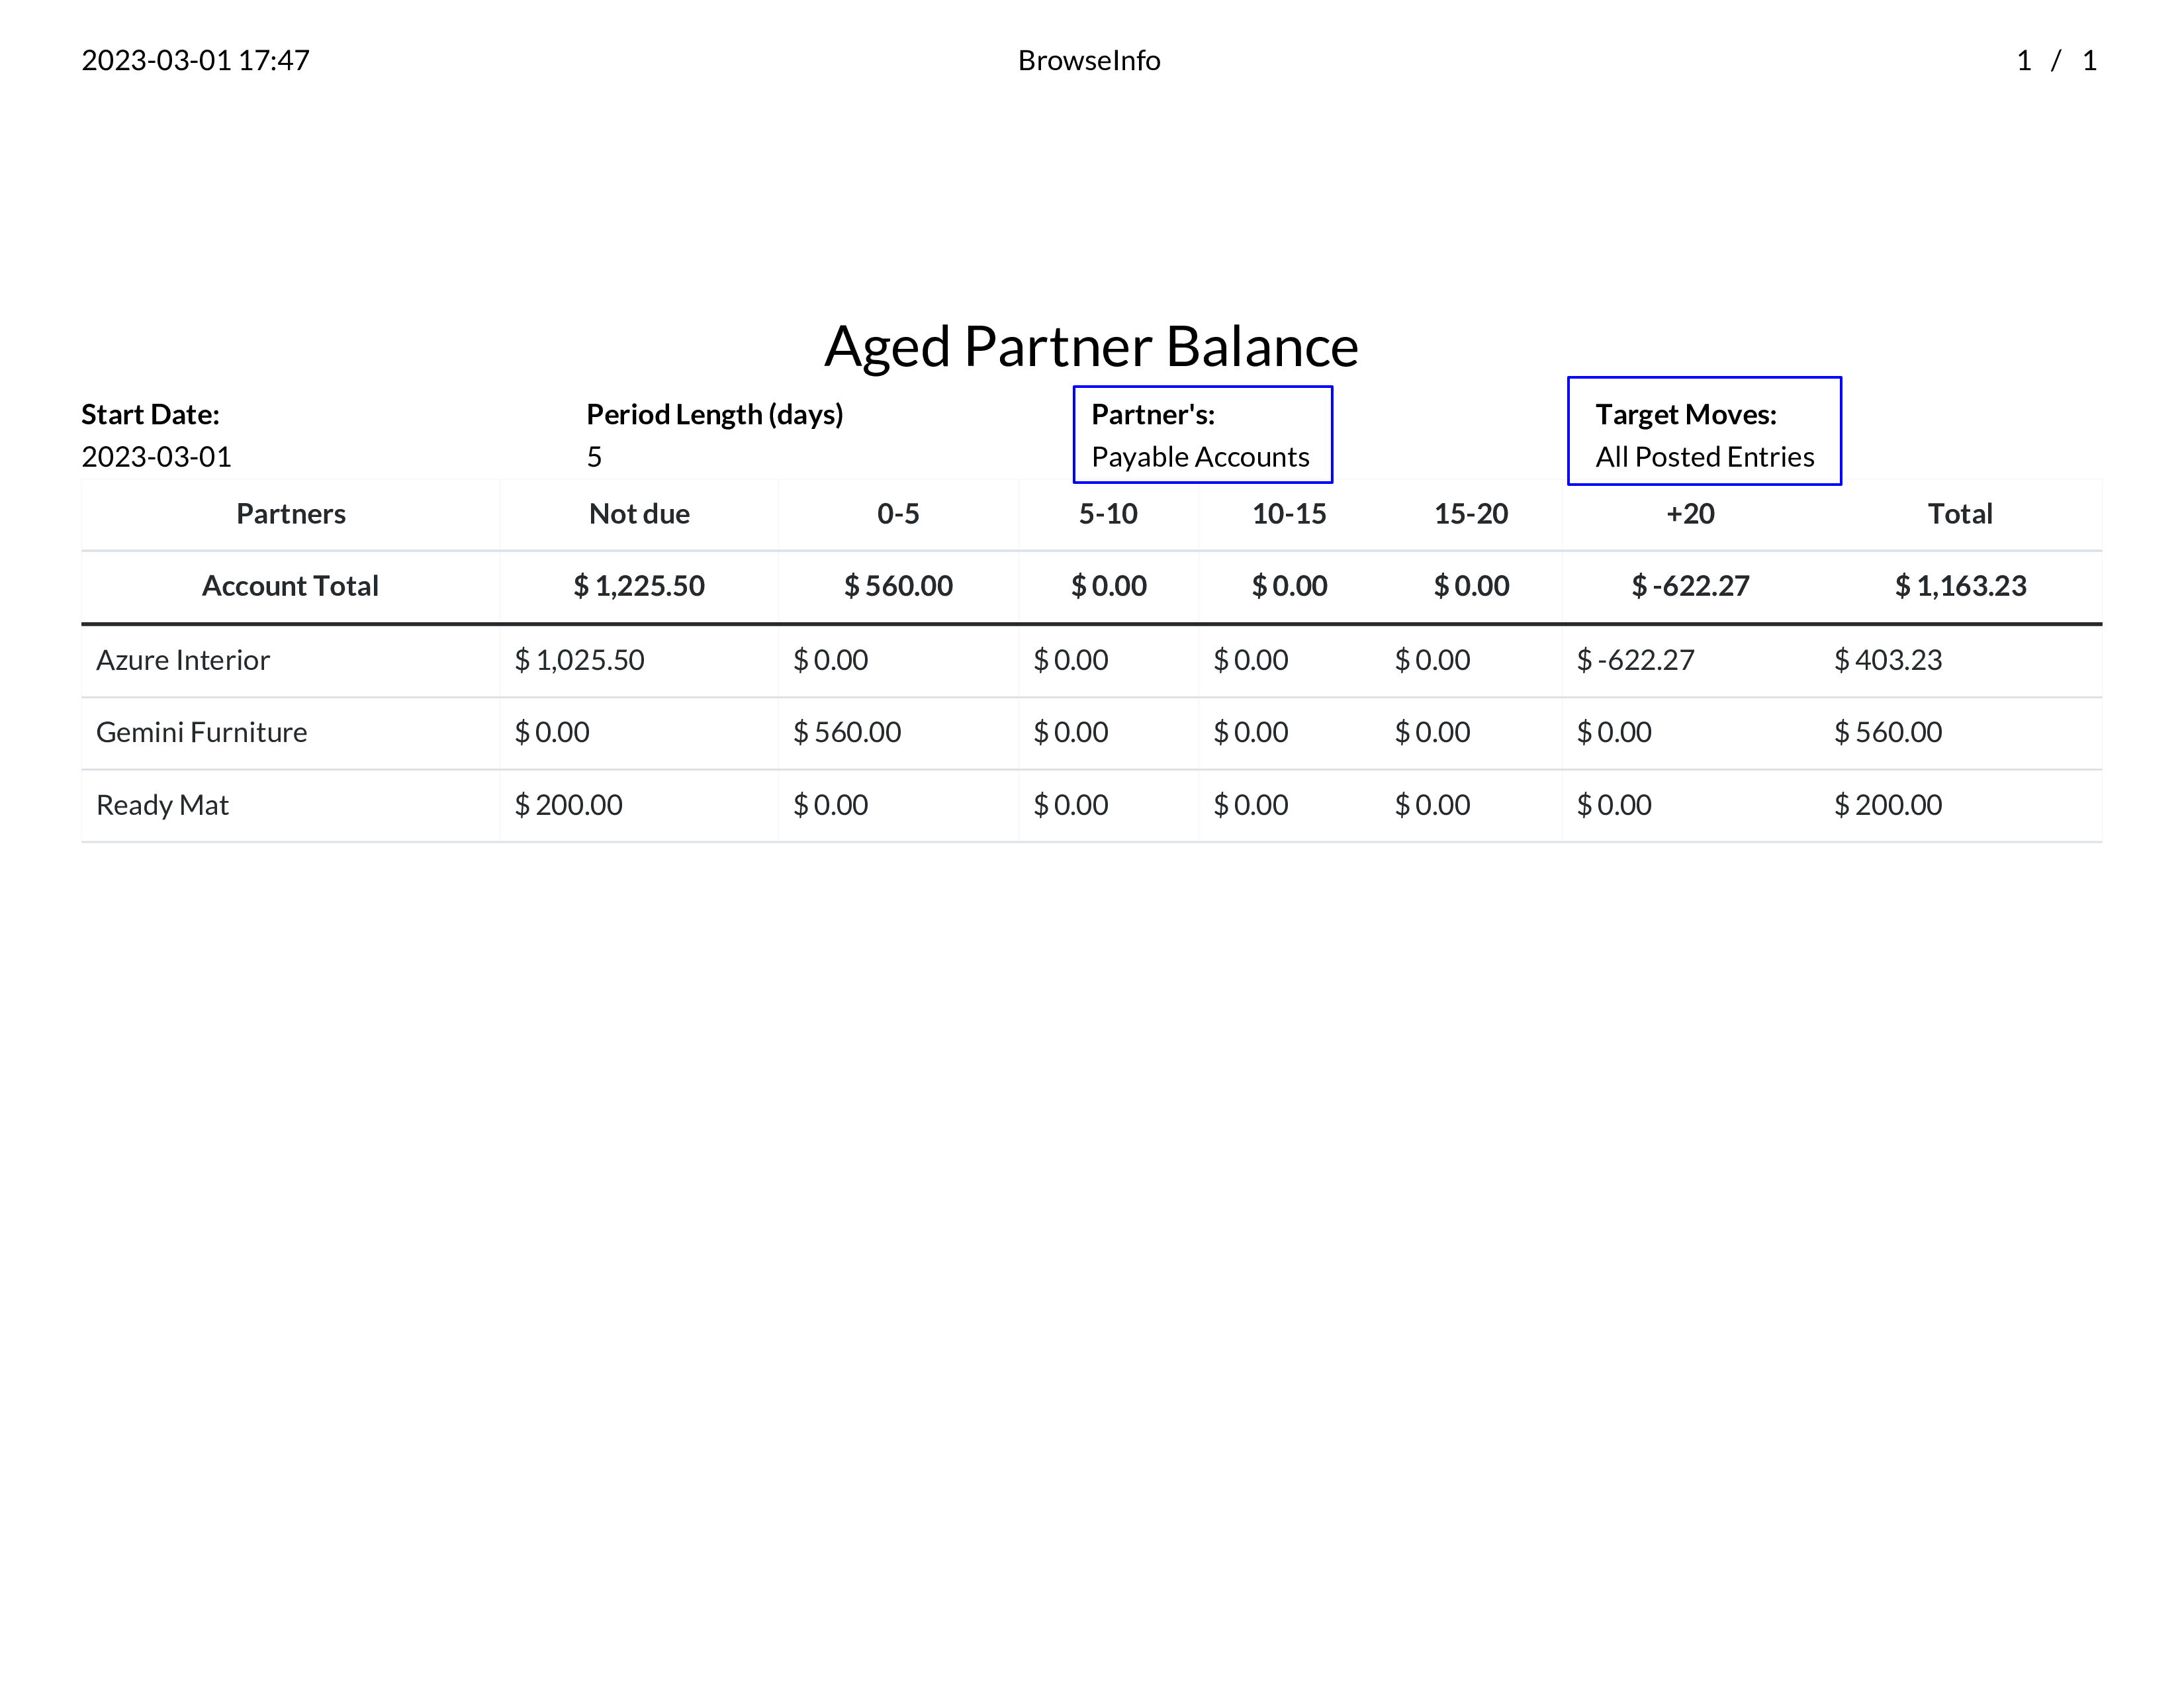 2023-03-01 17:47 BrowseInfo 1 / 1
Aged Partner Balance
Start Date: Period Length (days) Partner's: Target Moves:
2023-03-01 5 Payable Accounts All Posted Entries
Partners Not due 0-5 5-10 10-15 15-20 +20 Total
Account Total $ 1,225.50 $ 560.00 $ 0.00 $ 0.00 $ 0.00 $ -622.27 $ 1,163.23
Azure Interior $ 1,025.50 $ 0.00 $ 0.00 $ 0.00 $ 0.00 $ -622.27 $ 403.23
Gemini Furniture $ 0.00 $ 560.00 $ 0.00 $ 0.00 $ 0.00 $ 0.00 $ 560.00
Ready Mat $ 200.00 $ 0.00 $ 0.00 $ 0.00 $ 0.00 $ 0.00 $ 200.00